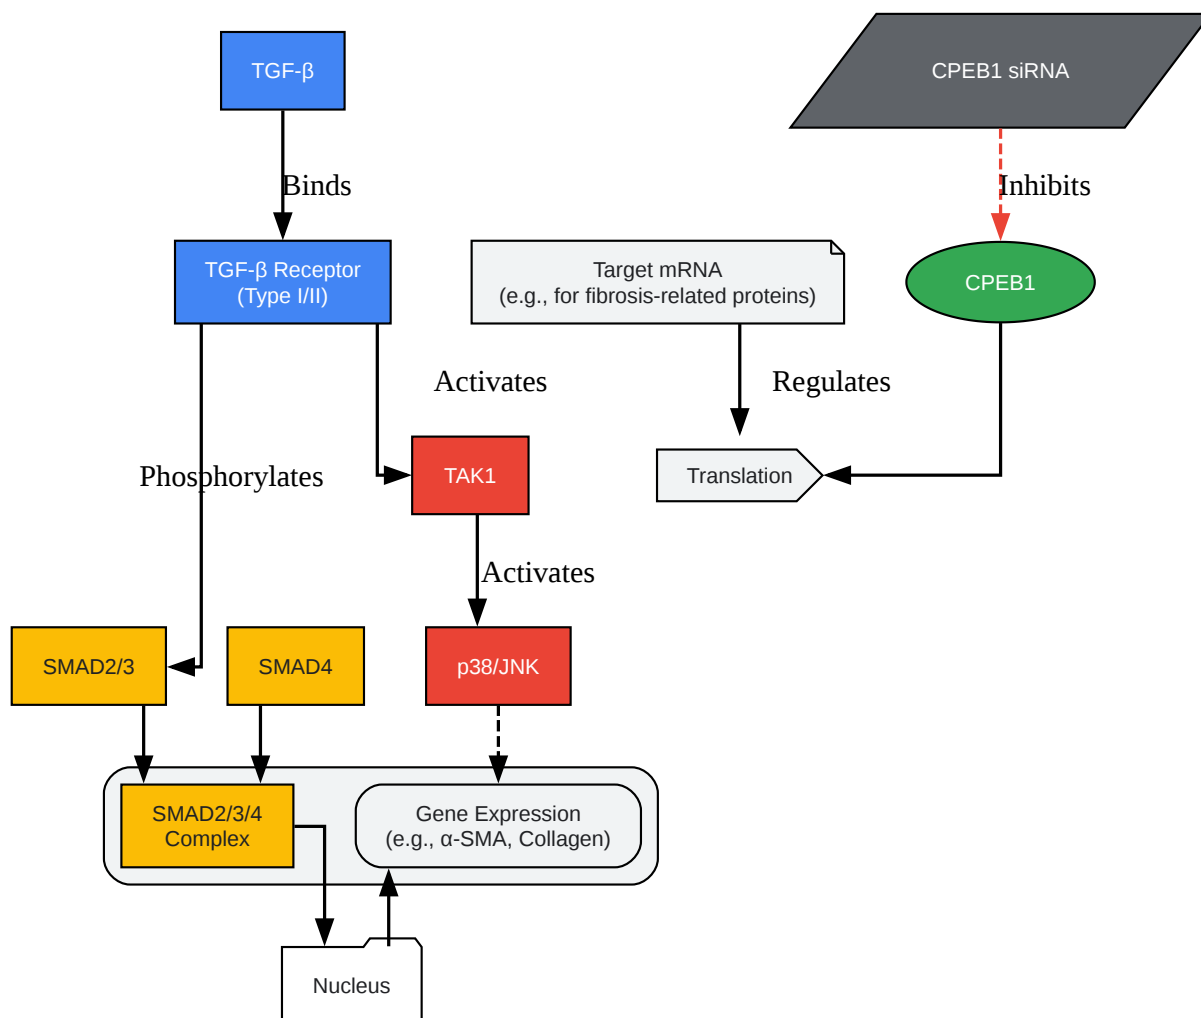 TGF-β
CPEB1 siRNA
Binds
Inhibits
TGF-β Receptor
(Type I/II)
Target mRNA
(e.g., for fibrosis-related proteins)
CPEB1
Activates
Regulates
Phosphorylates
TAK1
Translation
Activates
SMAD2/3
SMAD4
p38/JNK
SMAD2/3/4
Complex
Gene Expression
(e.g., α-SMA, Collagen)
Nucleus